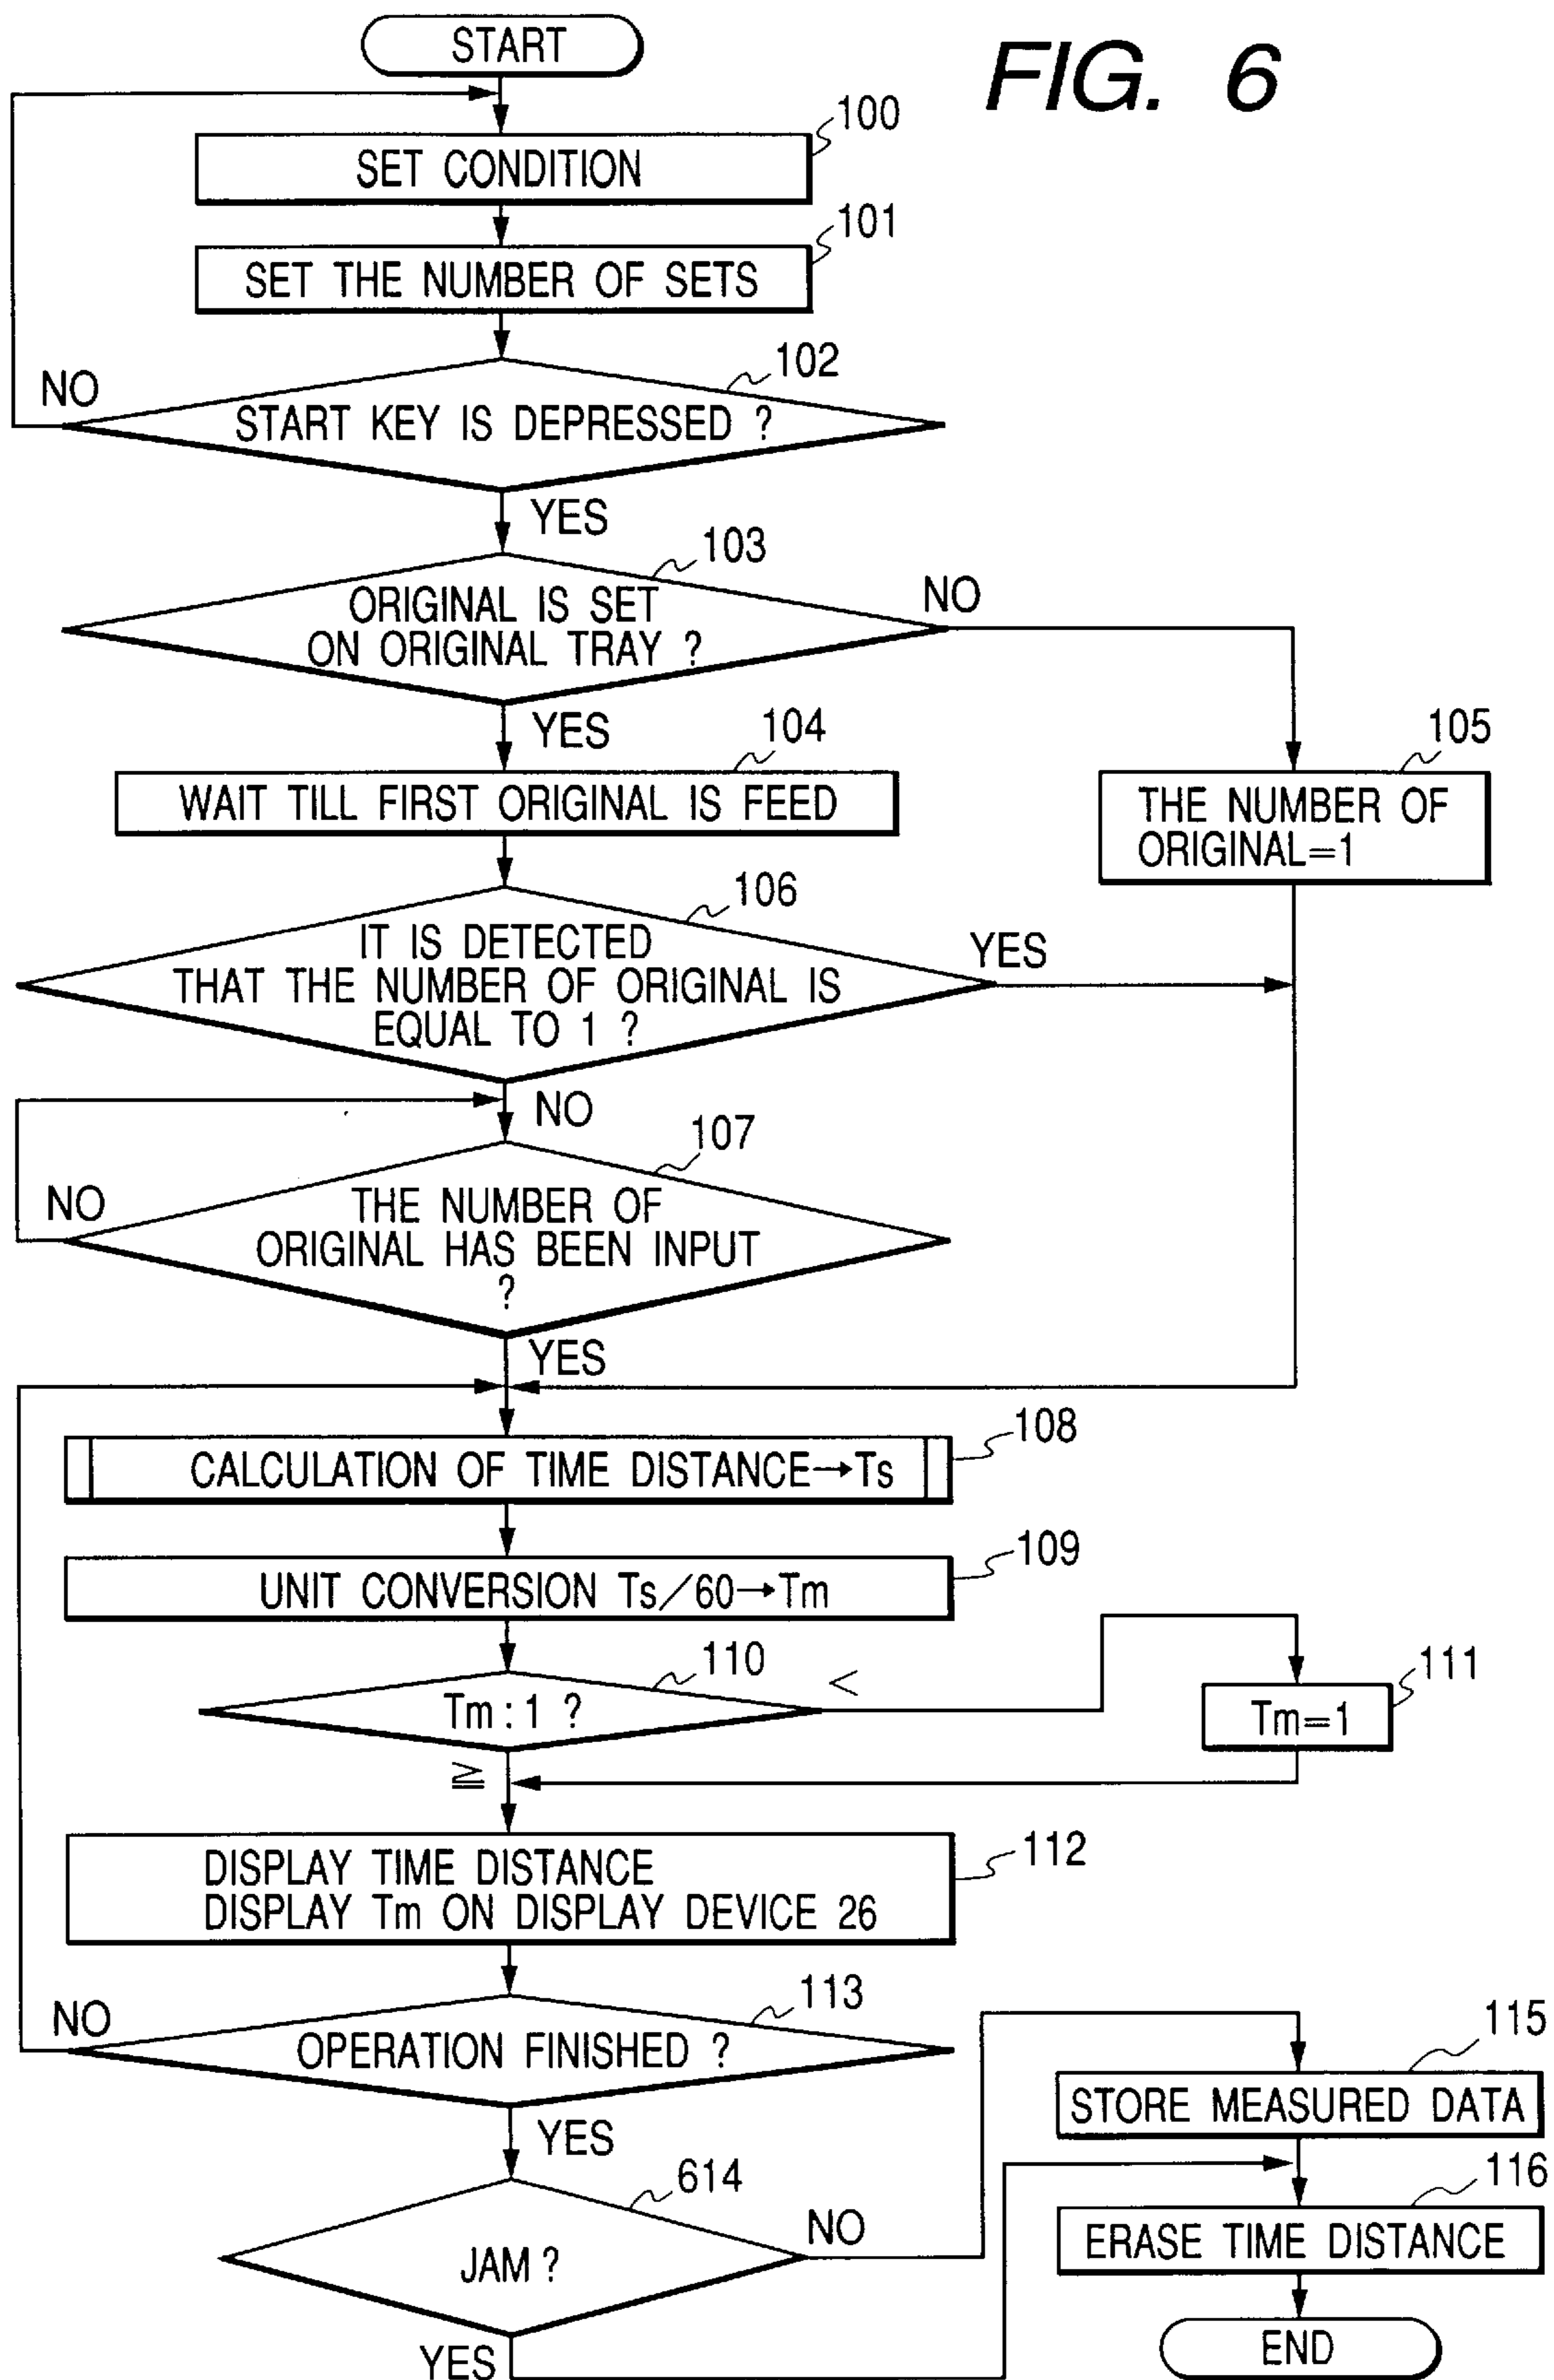 START
FIG. 6
100
SET CONDITION
101
SET THE NUMBER OF SETS
102
NO
START KEY IS DEPRESSED ?
YES
103
ORIGINAL IS SET
ON ORIGINAL TRAY ?
NO
YES
104
WAIT TILL FIRST ORIGINAL IS FEED
105
THE NUMBER OF
ORIGINAL=1
106
IT IS DETECTED
THAT THE NUMBER OF ORIGINAL IS
EQUAL TO 1 ?
YES
NO
107
NO
THE NUMBER OF
ORIGINAL HAS BEEN INPUT
?
YES
108
CALCULATION OF TIME DISTANCE→Ts
109
UNIT CONVERSION Ts/60→Tm
110
Tm : 1 ?
<
111
Tm=1
≧
112
DISPLAY TIME DISTANCE
DISPLAY Tm ON DISPLAY DEVICE 26
113
NO
OPERATION FINISHED ?
YES
115
STORE MEASURED DATA
614
JAM ?
NO
116
ERASE TIME DISTANCE
YES
END